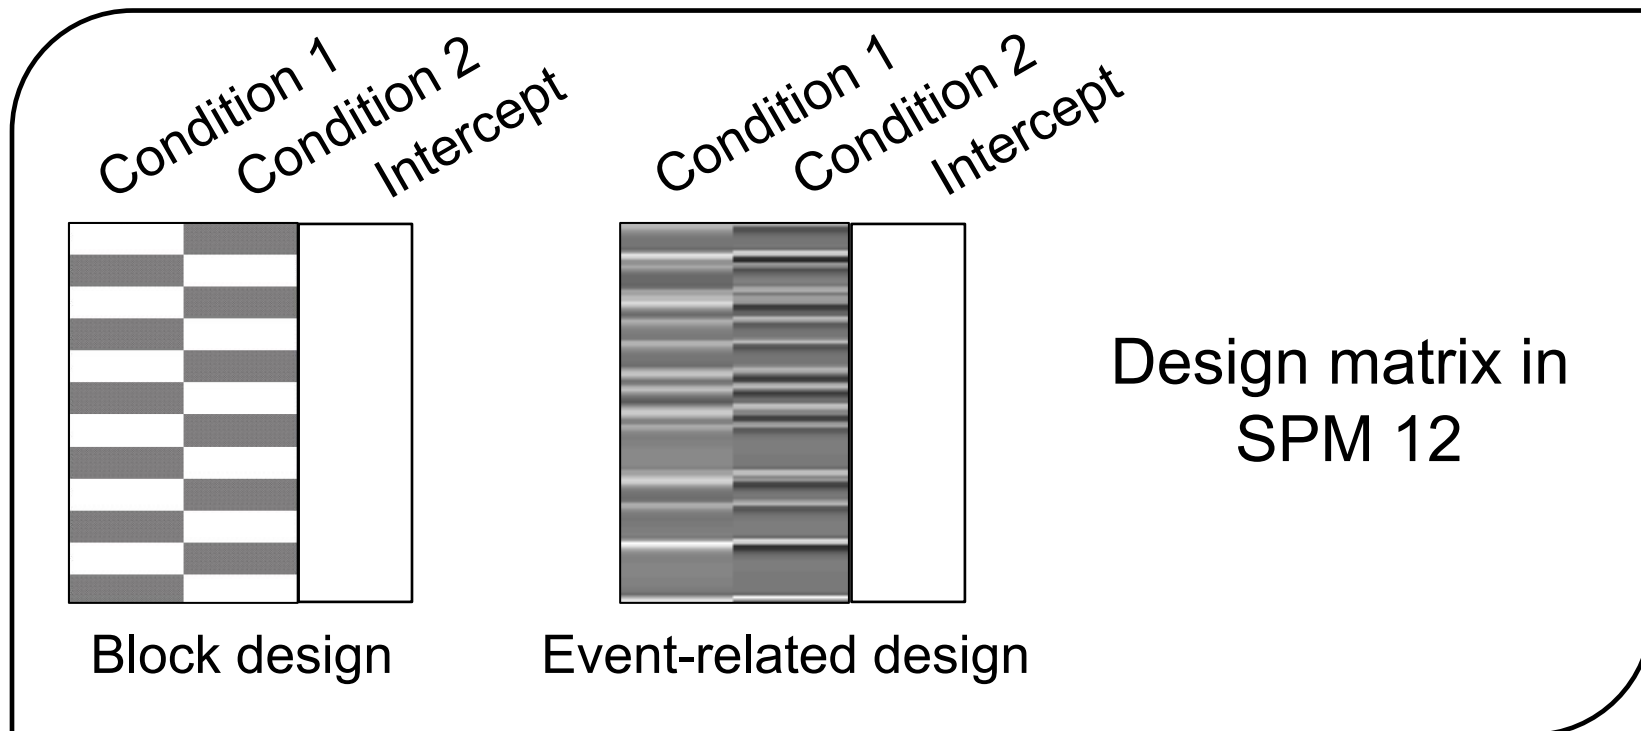 Condition 1
Condition 2
Intercept
Condition 1
Condition 2
Intercept
Design matrix in
SPM 12
Block design
Event-related design